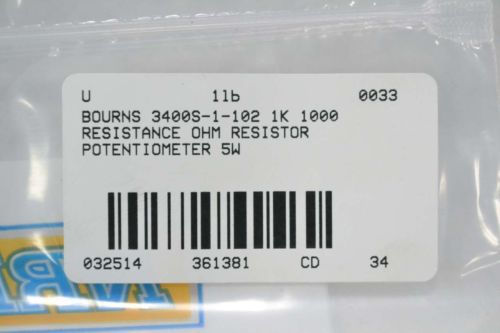 U 1lb 0033
BOURNS 3400S-1-102 1K 1000
RESISTANCE OHM RESISTOR
POTENTIOMETER 5W
032514 361381 CD 34